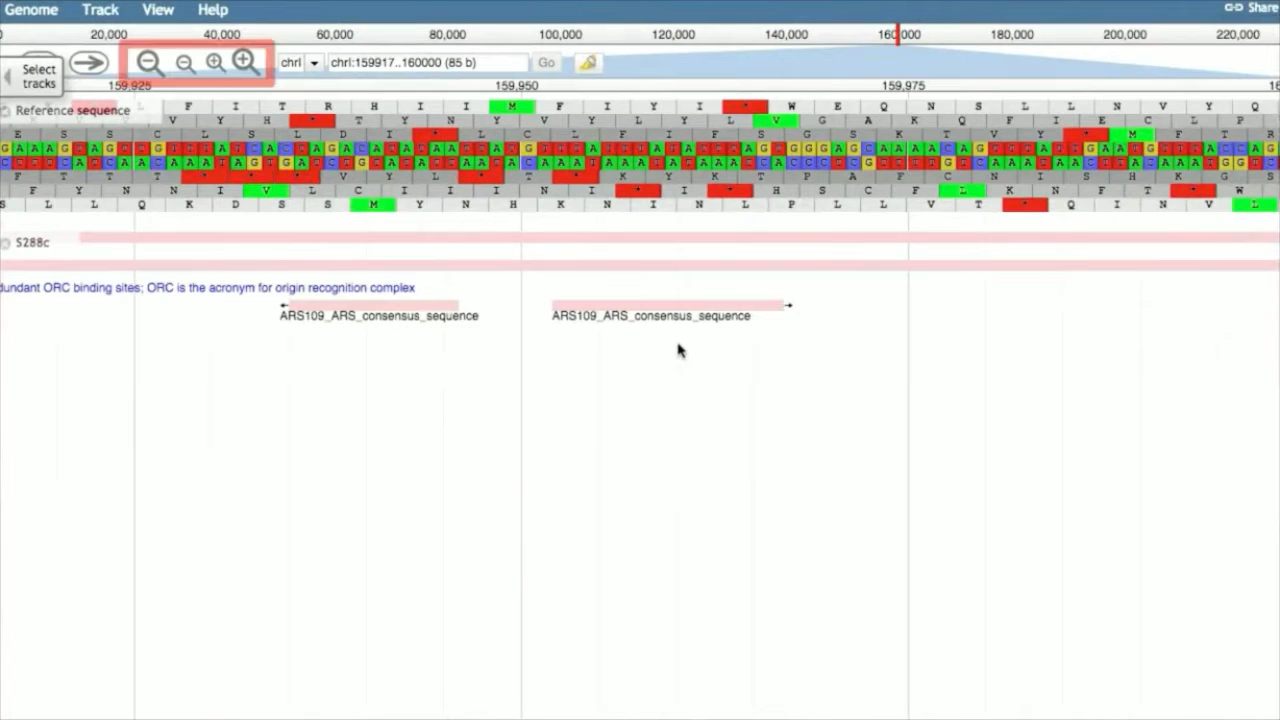 Genome Track View Help Share
20,000 40,000 60,000 80,000 100,000 120,000 140,000 160,000 180,000 200,000 220,000
Select tracks chrI chrI:159917..160000 (85 b) Go
159,925 159,950 159,975
Reference sequence L F I T R H I I M F I Y I * W E Q N S L L N V Y Q
V Y H * T Y N Y V Y L Y L V G A K Q F I E C L P
E S S C L S L D I * L C L F I F S G S K T V Y * M F T R
F T T T * * * V Y L * T * K Y K T P A F C N I S H K G S
F Y N N I V L C I I I N I * I * H S C F L K N F T * W
S L L Q K D S S M Y N H K N I N L P L L V T * Q I N V L
S288c
dundant ORC binding sites; ORC is the acronym for origin recognition complex
ARS109_ARS_consensus_sequence ARS109_ARS_consensus_sequence